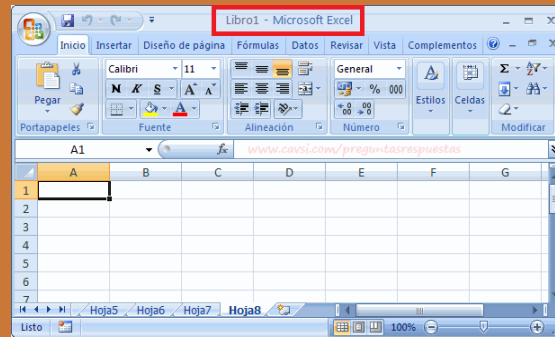 Libro1 - Microsoft Excel
Inicio Insertar Diseño de página Fórmulas Datos Revisar Vista Complementos
Calibri 11 General
N K S A A % 000
Pegar A Estilos Celdas
Portapapeles Fuente Alineación Número Modificar
A1 fx www.cavsi.com/preguntasrespuestas
A B C D E F G
1
2
3
4
5
6
7
Hoja5 Hoja6 Hoja7 Hoja8
Listo 100%